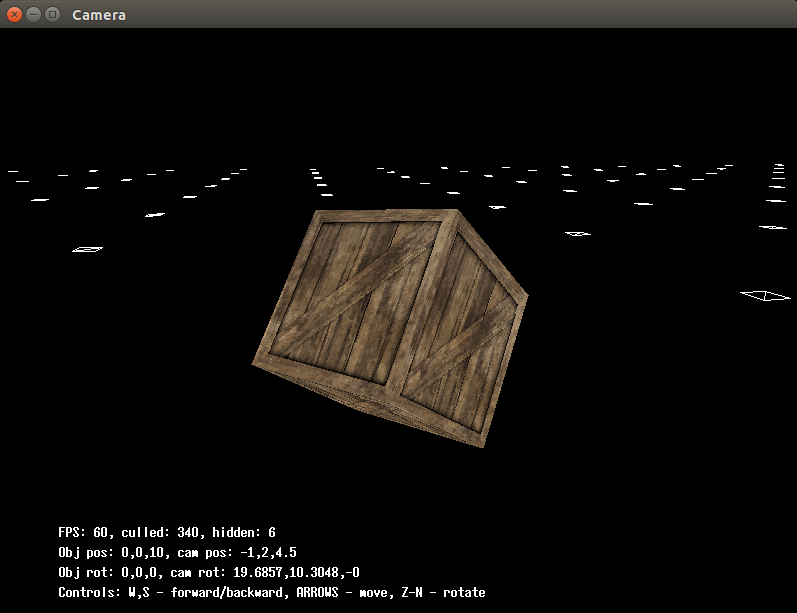 Camera
FPS: 60, culled: 340, hidden: 6
Obj pos: 0,0,10, cam pos: -1,2,4.5
Obj rot: 0,0,0, cam rot: 19.6857,10.3048,-0
Controls: W,S - forward/backward, ARROWS - move, Z-N - rotate